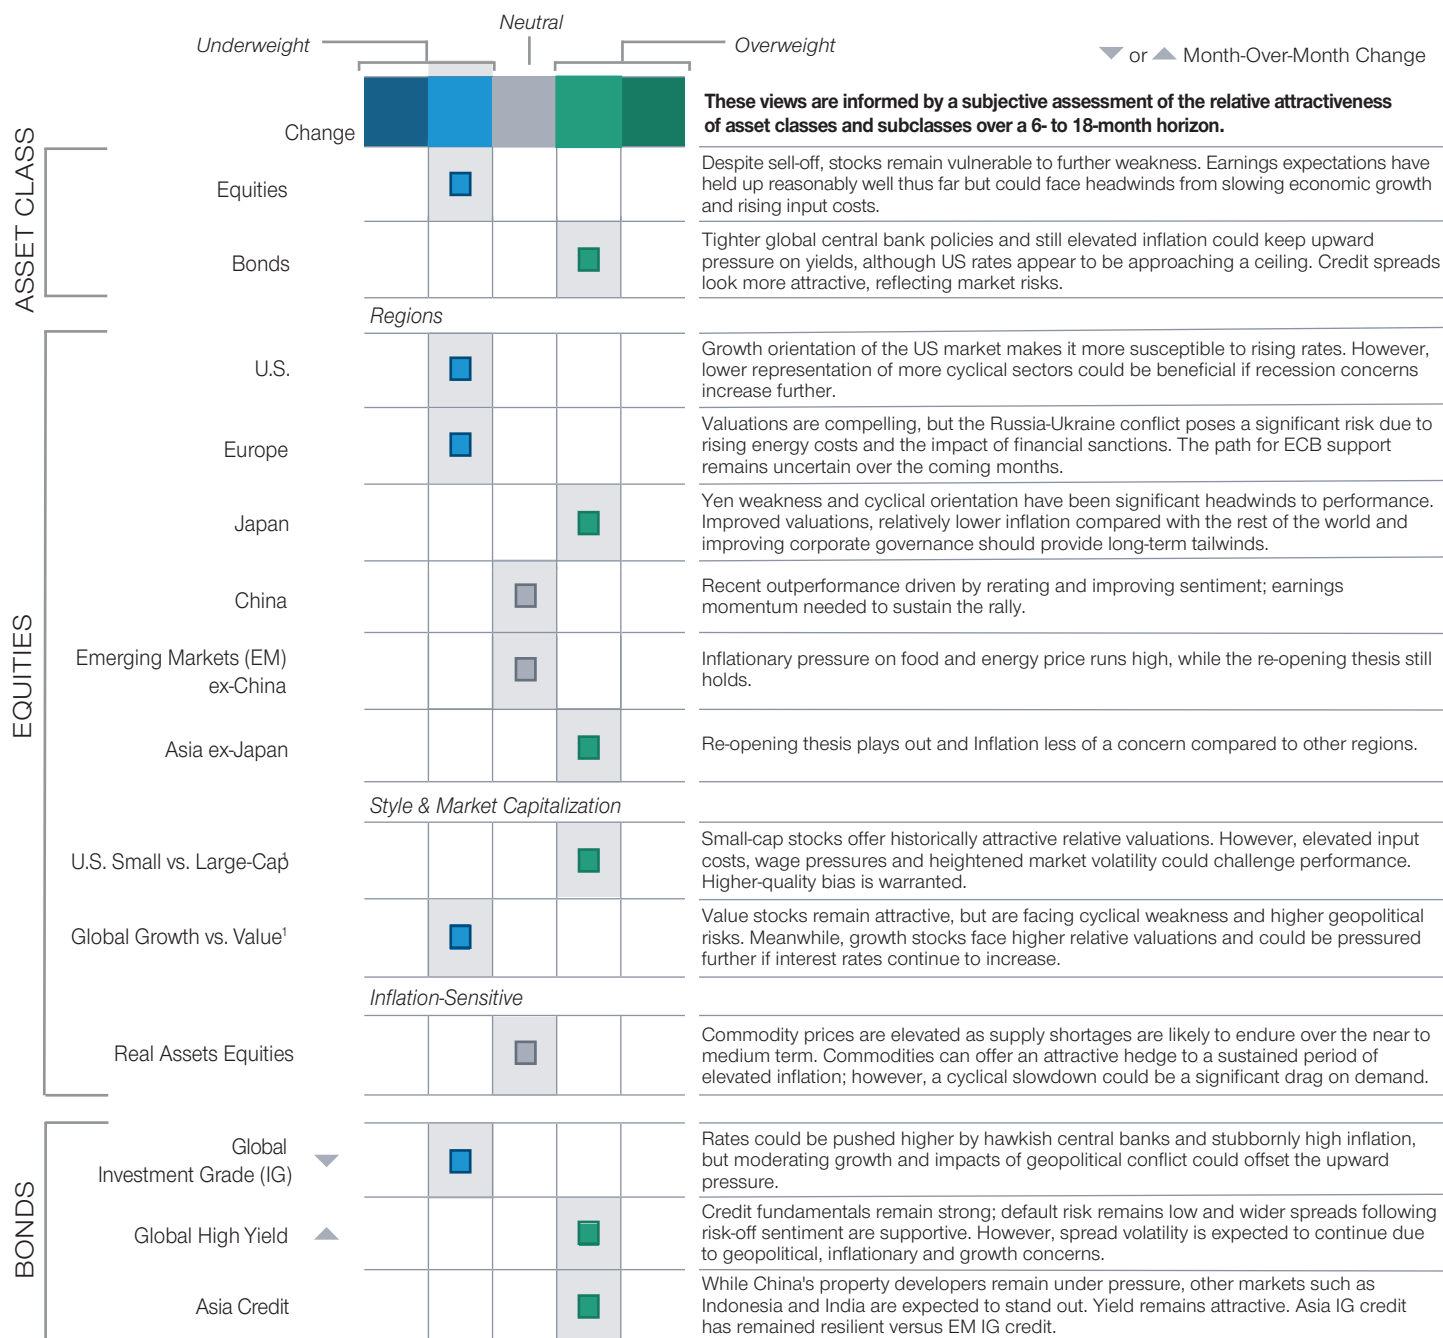 Neutral
Underweight
Overweight
or Month-Over-Month Change
Change
These views are informed by a subjective assessment of the relative attractiveness
of asset classes and subclasses over a 6- to 18-month horizon.
ASSET CLASS
Equities
Despite sell-off, stocks remain vulnerable to further weakness. Earnings expectations have
held up reasonably well thus far but could face headwinds from slowing economic growth
and rising input costs.
Bonds
Tighter global central bank policies and still elevated inflation could keep upward
pressure on yields, although US rates appear to be approaching a ceiling. Credit spreads
look more attractive, reflecting market risks.
EQUITIES
Regions
U.S.
Growth orientation of the US market makes it more susceptible to rising rates. However,
lower representation of more cyclical sectors could be beneficial if recession concerns
increase further.
Europe
Valuations are compelling, but the Russia-Ukraine conflict poses a significant risk due to
rising energy costs and the impact of financial sanctions. The path for ECB support
remains uncertain over the coming months.
Japan
Yen weakness and cyclical orientation have been significant headwinds to performance.
Improved valuations, relatively lower inflation compared with the rest of the world and
improving corporate governance should provide long-term tailwinds.
China
Recent outperformance driven by rerating and improving sentiment; earnings
momentum needed to sustain the rally.
Emerging Markets (EM)
ex-China
Inflationary pressure on food and energy price runs high, while the re-opening thesis still
holds.
Asia ex-Japan
Re-opening thesis plays out and Inflation less of a concern compared to other regions.
Style & Market Capitalization
U.S. Small vs. Large-Cap¹
Small-cap stocks offer historically attractive relative valuations. However, elevated input
costs, wage pressures and heightened market volatility could challenge performance.
Higher-quality bias is warranted.
Global Growth vs. Value¹
Value stocks remain attractive, but are facing cyclical weakness and higher geopolitical
risks. Meanwhile, growth stocks face higher relative valuations and could be pressured
further if interest rates continue to increase.
Inflation-Sensitive
Real Assets Equities
Commodity prices are elevated as supply shortages are likely to endure over the near to
medium term. Commodities can offer an attractive hedge to a sustained period of
elevated inflation; however, a cyclical slowdown could be a significant drag on demand.
BONDS
Global
Investment Grade (IG)
Rates could be pushed higher by hawkish central banks and stubbornly high inflation,
but moderating growth and impacts of geopolitical conflict could offset the upward
pressure.
Global High Yield
Credit fundamentals remain strong; default risk remains low and wider spreads following
risk-off sentiment are supportive. However, spread volatility is expected to continue due
to geopolitical, inflationary and growth concerns.
Asia Credit
While China's property developers remain under pressure, other markets such as
Indonesia and India are expected to stand out. Yield remains attractive. Asia IG credit
has remained resilient versus EM IG credit.